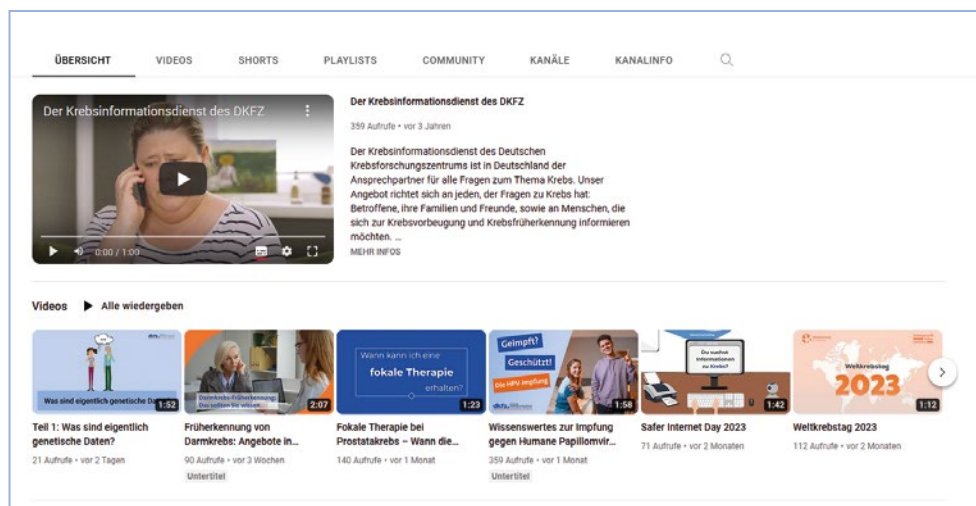 ÜBERSICHT VIDEOS SHORTS PLAYLISTS COMMUNITY KANÄLE KANALINFO
Der Krebsinformationsdienst des DKFZ
0:00 / 1:00
Der Krebsinformationsdienst des DKFZ
359 Aufrufe • vor 3 Jahren
Der Krebsinformationsdienst des Deutschen
Krebsforschungszentrums ist in Deutschland der
Ansprechpartner für alle Fragen zum Thema Krebs. Unser
Angebot richtet sich an jeden, der Fragen zu Krebs hat:
Betroffene, ihre Familien und Freunde, sowie an Menschen, die
sich zur Krebsvorbeugung und Krebsfrüherkennung informieren
möchten. ...
MEHR INFOS
Videos Alle wiedergeben
Was sind eigentlich genetische Da
1:52
Teil 1: Was sind eigentlich
genetische Daten?
21 Aufrufe • vor 2 Tagen
Darmkrebs-Früherkennung:
Das sollten Sie wissen
2:07
Früherkennung von
Darmkrebs: Angebote in...
90 Aufrufe • vor 3 Wochen
Untertitel
Wann kann ich eine
fokale Therapie
erhalten?
1:23
Fokale Therapie bei
Prostatakrebs – Wann die...
140 Aufrufe • vor 1 Monat
Geimpft?
Geschützt!
Die HPV Impfung
dkfz.
1:58
Wissenswertes zur Impfung
gegen Humane Papillomvir...
359 Aufrufe • vor 1 Monat
Untertitel
Du suchst
Informationen
zu Krebs?
1:42
Safer Internet Day 2023
71 Aufrufe • vor 2 Monaten
Weltkrebstag
2023
1:12
Weltkrebstag 2023
112 Aufrufe • vor 2 Monaten